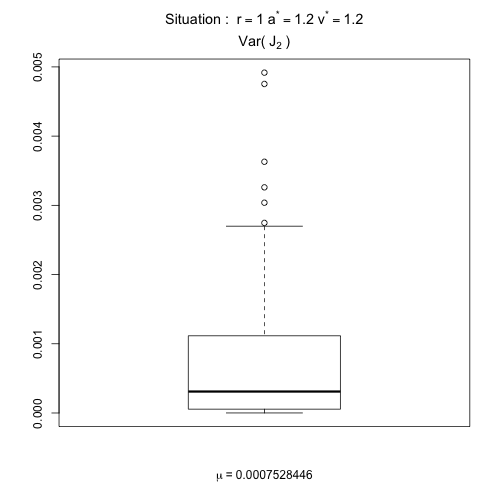 Situation : r = 1 a* = 1.2 v* = 1.2
Var( J₂ )
0.005
0.004
0.003
0.002
0.001
0.000
μ = 0.0007528446